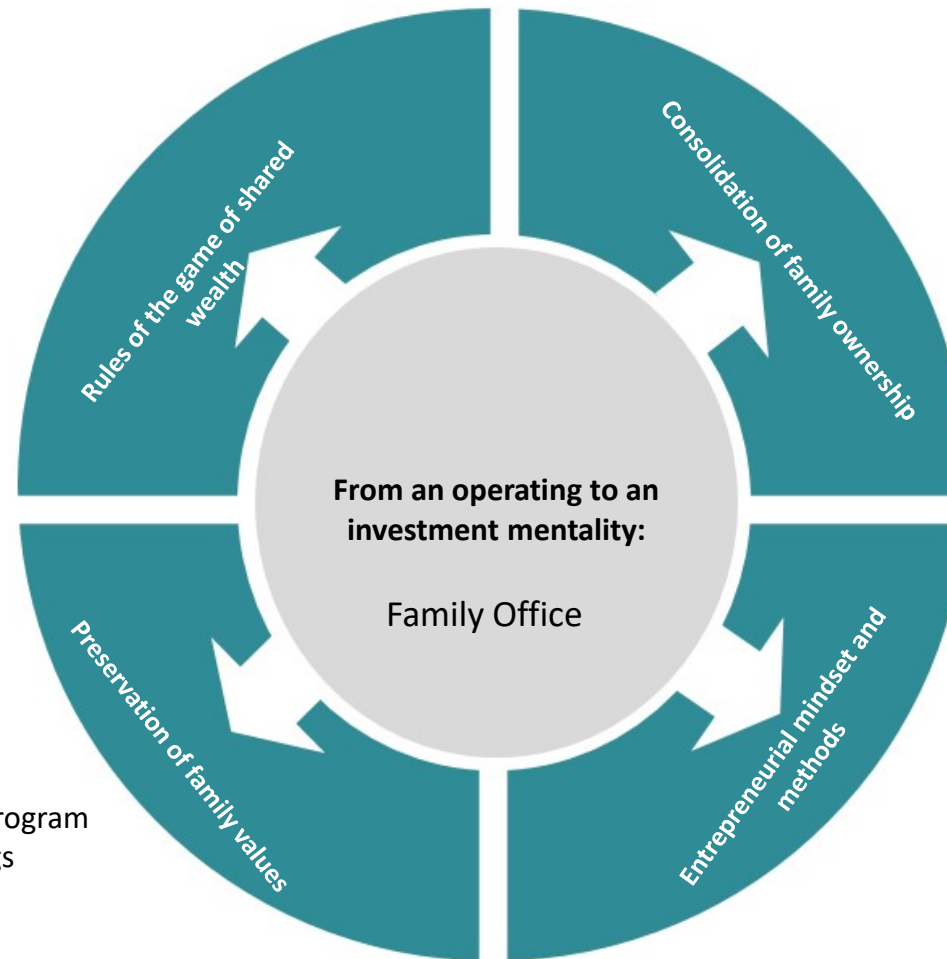 Rules of the game of shared
wealth
Consolidation of family ownership
From an operating to an
investment mentality:
Family Office
Preservation of family values
Entrepreneurial mindset and
methods